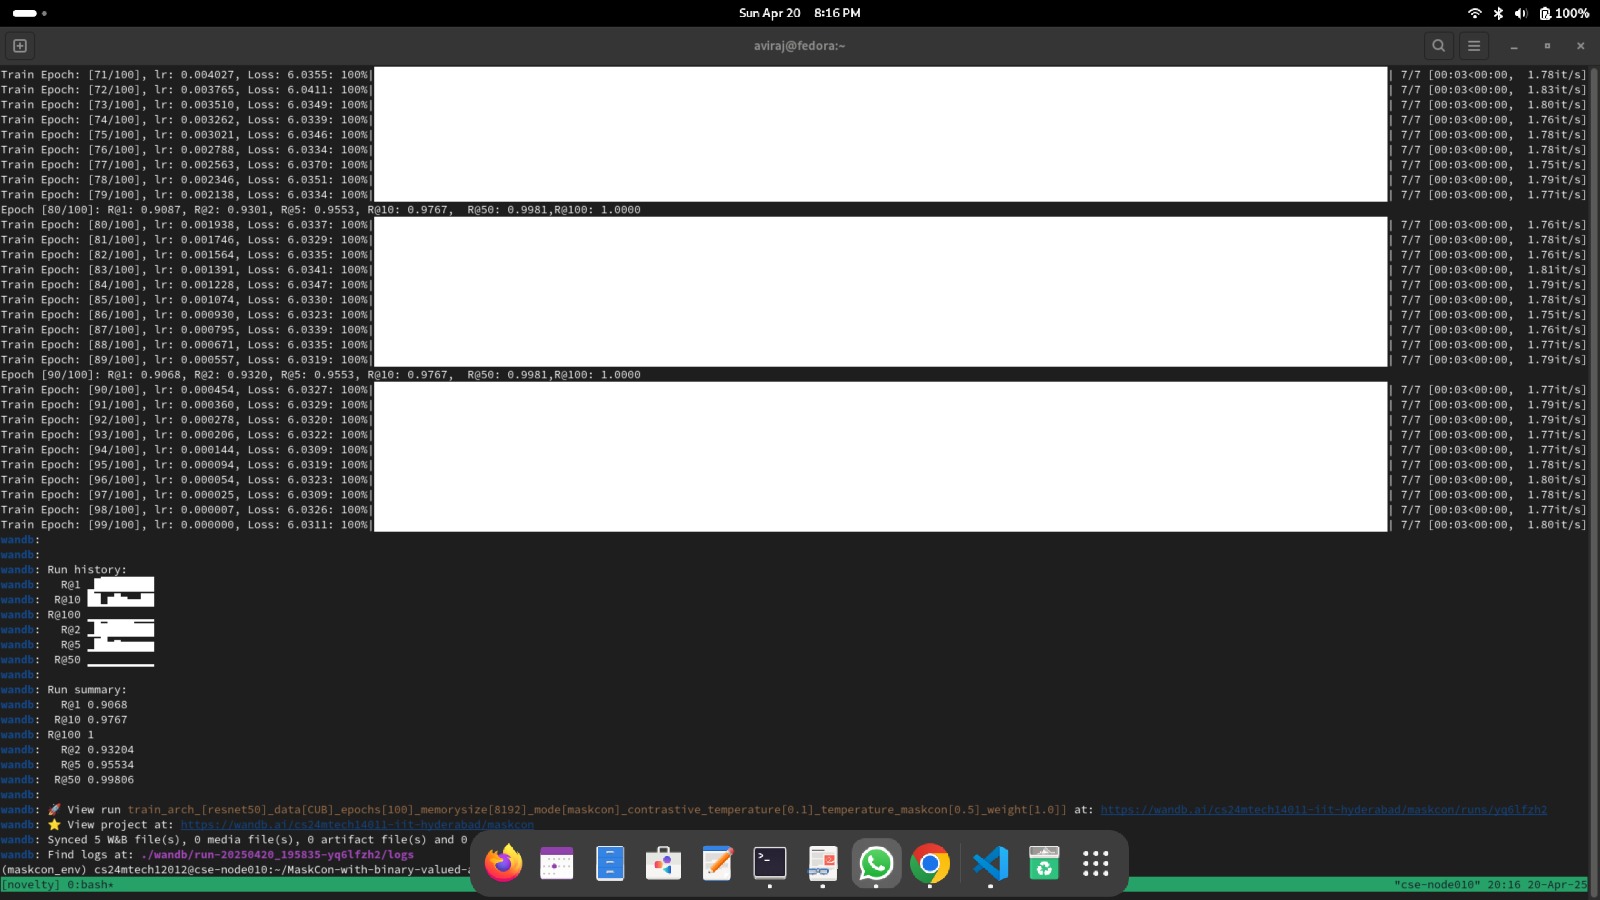 Sun Apr 20 8:16 PM
100%
aviraj@fedora:~
Train Epoch: [71/100], lr: 0.004027, Loss: 6.0355: 100%| | 7/7 [00:03<00:00, 1.78it/s]
Train Epoch: [72/100], lr: 0.003765, Loss: 6.0411: 100%| | 7/7 [00:03<00:00, 1.83it/s]
Train Epoch: [73/100], lr: 0.003510, Loss: 6.0349: 100%| | 7/7 [00:03<00:00, 1.80it/s]
Train Epoch: [74/100], lr: 0.003262, Loss: 6.0339: 100%| | 7/7 [00:03<00:00, 1.76it/s]
Train Epoch: [75/100], lr: 0.003021, Loss: 6.0346: 100%| | 7/7 [00:03<00:00, 1.78it/s]
Train Epoch: [76/100], lr: 0.002788, Loss: 6.0334: 100%| | 7/7 [00:03<00:00, 1.78it/s]
Train Epoch: [77/100], lr: 0.002563, Loss: 6.0370: 100%| | 7/7 [00:03<00:00, 1.75it/s]
Train Epoch: [78/100], lr: 0.002346, Loss: 6.0351: 100%| | 7/7 [00:03<00:00, 1.79it/s]
Train Epoch: [79/100], lr: 0.002138, Loss: 6.0334: 100%| | 7/7 [00:03<00:00, 1.77it/s]
Epoch [80/100]: R@1: 0.9087, R@2: 0.9301, R@5: 0.9553, R@10: 0.9767,  R@50: 0.9981,R@100: 1.0000
Train Epoch: [80/100], lr: 0.001938, Loss: 6.0337: 100%| | 7/7 [00:03<00:00, 1.76it/s]
Train Epoch: [81/100], lr: 0.001746, Loss: 6.0329: 100%| | 7/7 [00:03<00:00, 1.78it/s]
Train Epoch: [82/100], lr: 0.001564, Loss: 6.0335: 100%| | 7/7 [00:03<00:00, 1.76it/s]
Train Epoch: [83/100], lr: 0.001391, Loss: 6.0341: 100%| | 7/7 [00:03<00:00, 1.81it/s]
Train Epoch: [84/100], lr: 0.001228, Loss: 6.0347: 100%| | 7/7 [00:03<00:00, 1.79it/s]
Train Epoch: [85/100], lr: 0.001074, Loss: 6.0330: 100%| | 7/7 [00:03<00:00, 1.78it/s]
Train Epoch: [86/100], lr: 0.000930, Loss: 6.0323: 100%| | 7/7 [00:03<00:00, 1.75it/s]
Train Epoch: [87/100], lr: 0.000795, Loss: 6.0339: 100%| | 7/7 [00:03<00:00, 1.76it/s]
Train Epoch: [88/100], lr: 0.000671, Loss: 6.0335: 100%| | 7/7 [00:03<00:00, 1.77it/s]
Train Epoch: [89/100], lr: 0.000557, Loss: 6.0319: 100%| | 7/7 [00:03<00:00, 1.79it/s]
Epoch [90/100]: R@1: 0.9068, R@2: 0.9320, R@5: 0.9553, R@10: 0.9767,  R@50: 0.9981,R@100: 1.0000
Train Epoch: [90/100], lr: 0.000454, Loss: 6.0327: 100%| | 7/7 [00:03<00:00, 1.77it/s]
Train Epoch: [91/100], lr: 0.000360, Loss: 6.0329: 100%| | 7/7 [00:03<00:00, 1.79it/s]
Train Epoch: [92/100], lr: 0.000278, Loss: 6.0320: 100%| | 7/7 [00:03<00:00, 1.79it/s]
Train Epoch: [93/100], lr: 0.000206, Loss: 6.0322: 100%| | 7/7 [00:03<00:00, 1.77it/s]
Train Epoch: [94/100], lr: 0.000144, Loss: 6.0309: 100%| | 7/7 [00:03<00:00, 1.77it/s]
Train Epoch: [95/100], lr: 0.000094, Loss: 6.0319: 100%| | 7/7 [00:03<00:00, 1.78it/s]
Train Epoch: [96/100], lr: 0.000054, Loss: 6.0323: 100%| | 7/7 [00:03<00:00, 1.80it/s]
Train Epoch: [97/100], lr: 0.000025, Loss: 6.0309: 100%| | 7/7 [00:03<00:00, 1.78it/s]
Train Epoch: [98/100], lr: 0.000007, Loss: 6.0326: 100%| | 7/7 [00:03<00:00, 1.77it/s]
Train Epoch: [99/100], lr: 0.000000, Loss: 6.0311: 100%| | 7/7 [00:03<00:00, 1.80it/s]
wandb:
wandb:
wandb: Run history:
wandb: R@1
wandb: R@10
wandb: R@100
wandb: R@2
wandb: R@5
wandb: R@50
wandb:
wandb: Run summary:
wandb: R@1 0.9068
wandb: R@10 0.9767
wandb: R@100 1
wandb: R@2 0.93204
wandb: R@5 0.95534
wandb: R@50 0.99806
wandb:
wandb: 🚀 View run train_arch_[resnet50]_data[CUB]_epochs[100]_memorysize[8192]_mode[maskcon]_contrastive_temperature[0.1]_temperature_maskcon[0.5]_weight[1.0]] at: https://wandb.ai/cs24mtech14011-iit-hyderabad/maskcon/runs/yq6lfzh2
wandb: ⭐ View project at: https://wandb.ai/cs24mtech14011-iit-hyderabad/maskcon
wandb: Synced 5 W&B file(s), 0 media file(s), 0 artifact file(s) and 0
wandb: Find logs at: ./wandb/run-20250420_195835-yq6lfzh2/logs
(maskcon_env) cs24mtech12012@cse-node010:~/MaskCon-with-binary-valued-a
[novelty] 0:bash* "cse-node010" 20:16 20-Apr-25